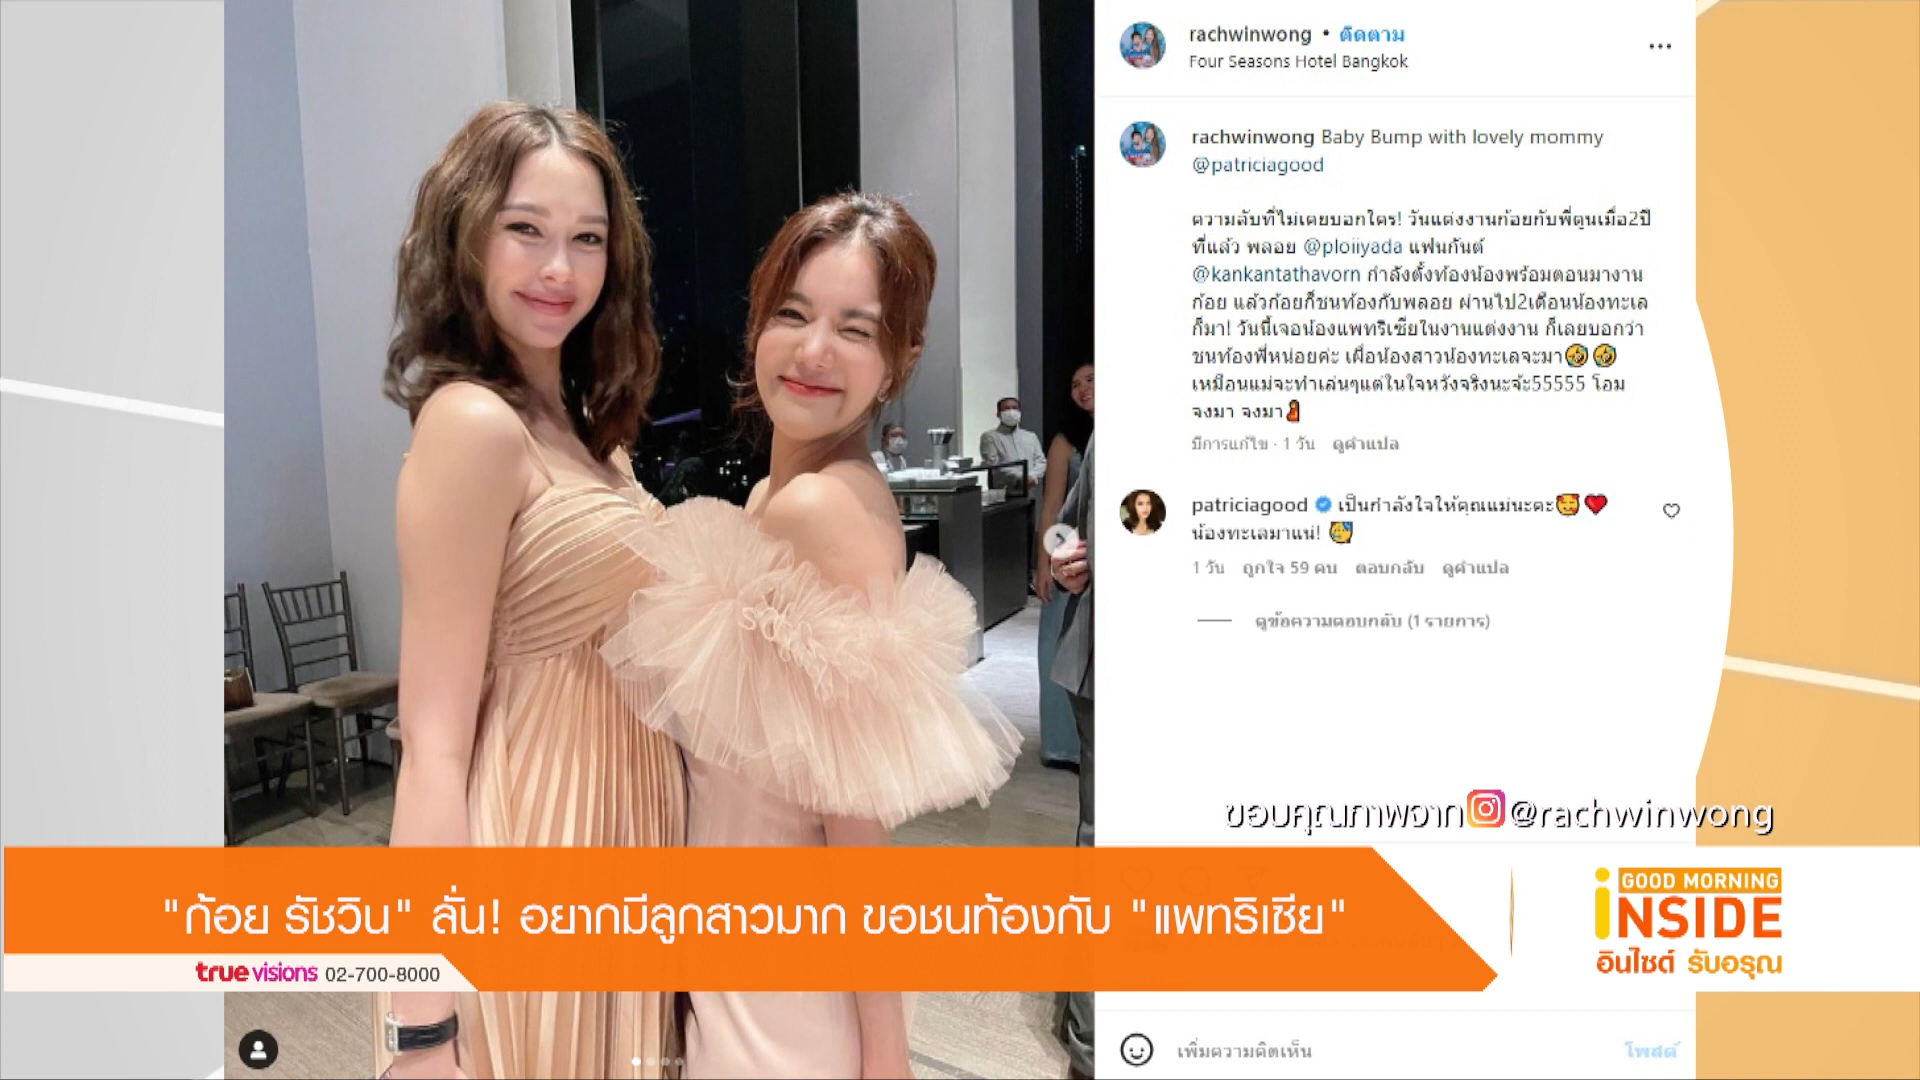 rachwinwong • ติดตาม
Four Seasons Hotel Bangkok
rachwinwong Baby Bump with lovely mommy
@patriciagood
ความลับที่ไม่เคยบอกใคร! วันแต่งงานก้อยกับพี่ตูนเมื่อ2ปี
ที่แล้ว พลอย @ploiiyada แฟนกันต์
@kankantathavorn กำลังตั้งท้องน้องพร้อมตอนมางาน
ก้อย แล้วก้อยก็ชนท้องกับพลอย ผ่านไป2เดือนน้องทะเล
ก็มา! วันนี้เจอน้องแพทริเซียในงานแต่งงาน ก็เลยบอกว่า
ชนท้องพี่หน่อยค่ะ เผื่อน้องสาวน้องทะเลจะมา🤣🤣
เหมือนแม่จะทำเล่นๆแต่ในใจหวังจริงนะจ้ะ55555 โอม
จงมา จงมา
มีการแก้ไข · 1 วัน ดูคำแปล
patriciagood เป็นกำลังใจให้คุณแม่นะคะ🥰❤️
น้องทะเลมาแน่! 🥳
1 วัน ถูกใจ 59 คน ตอบกลับ ดูคำแปล
ดูข้อความตอบกลับ (1 รายการ)
ขอบคุณภาพจาก @rachwinwong
"ก้อย รัชวิน" ลั่น! อยากมีลูกสาวมาก ขอชนท้องกับ "แพทริเซีย"
GOOD MORNING
iNSIDE
อินไซด์ รับอรุณ
true visions 02-700-8000
เพิ่มความคิดเห็น
โพสต์